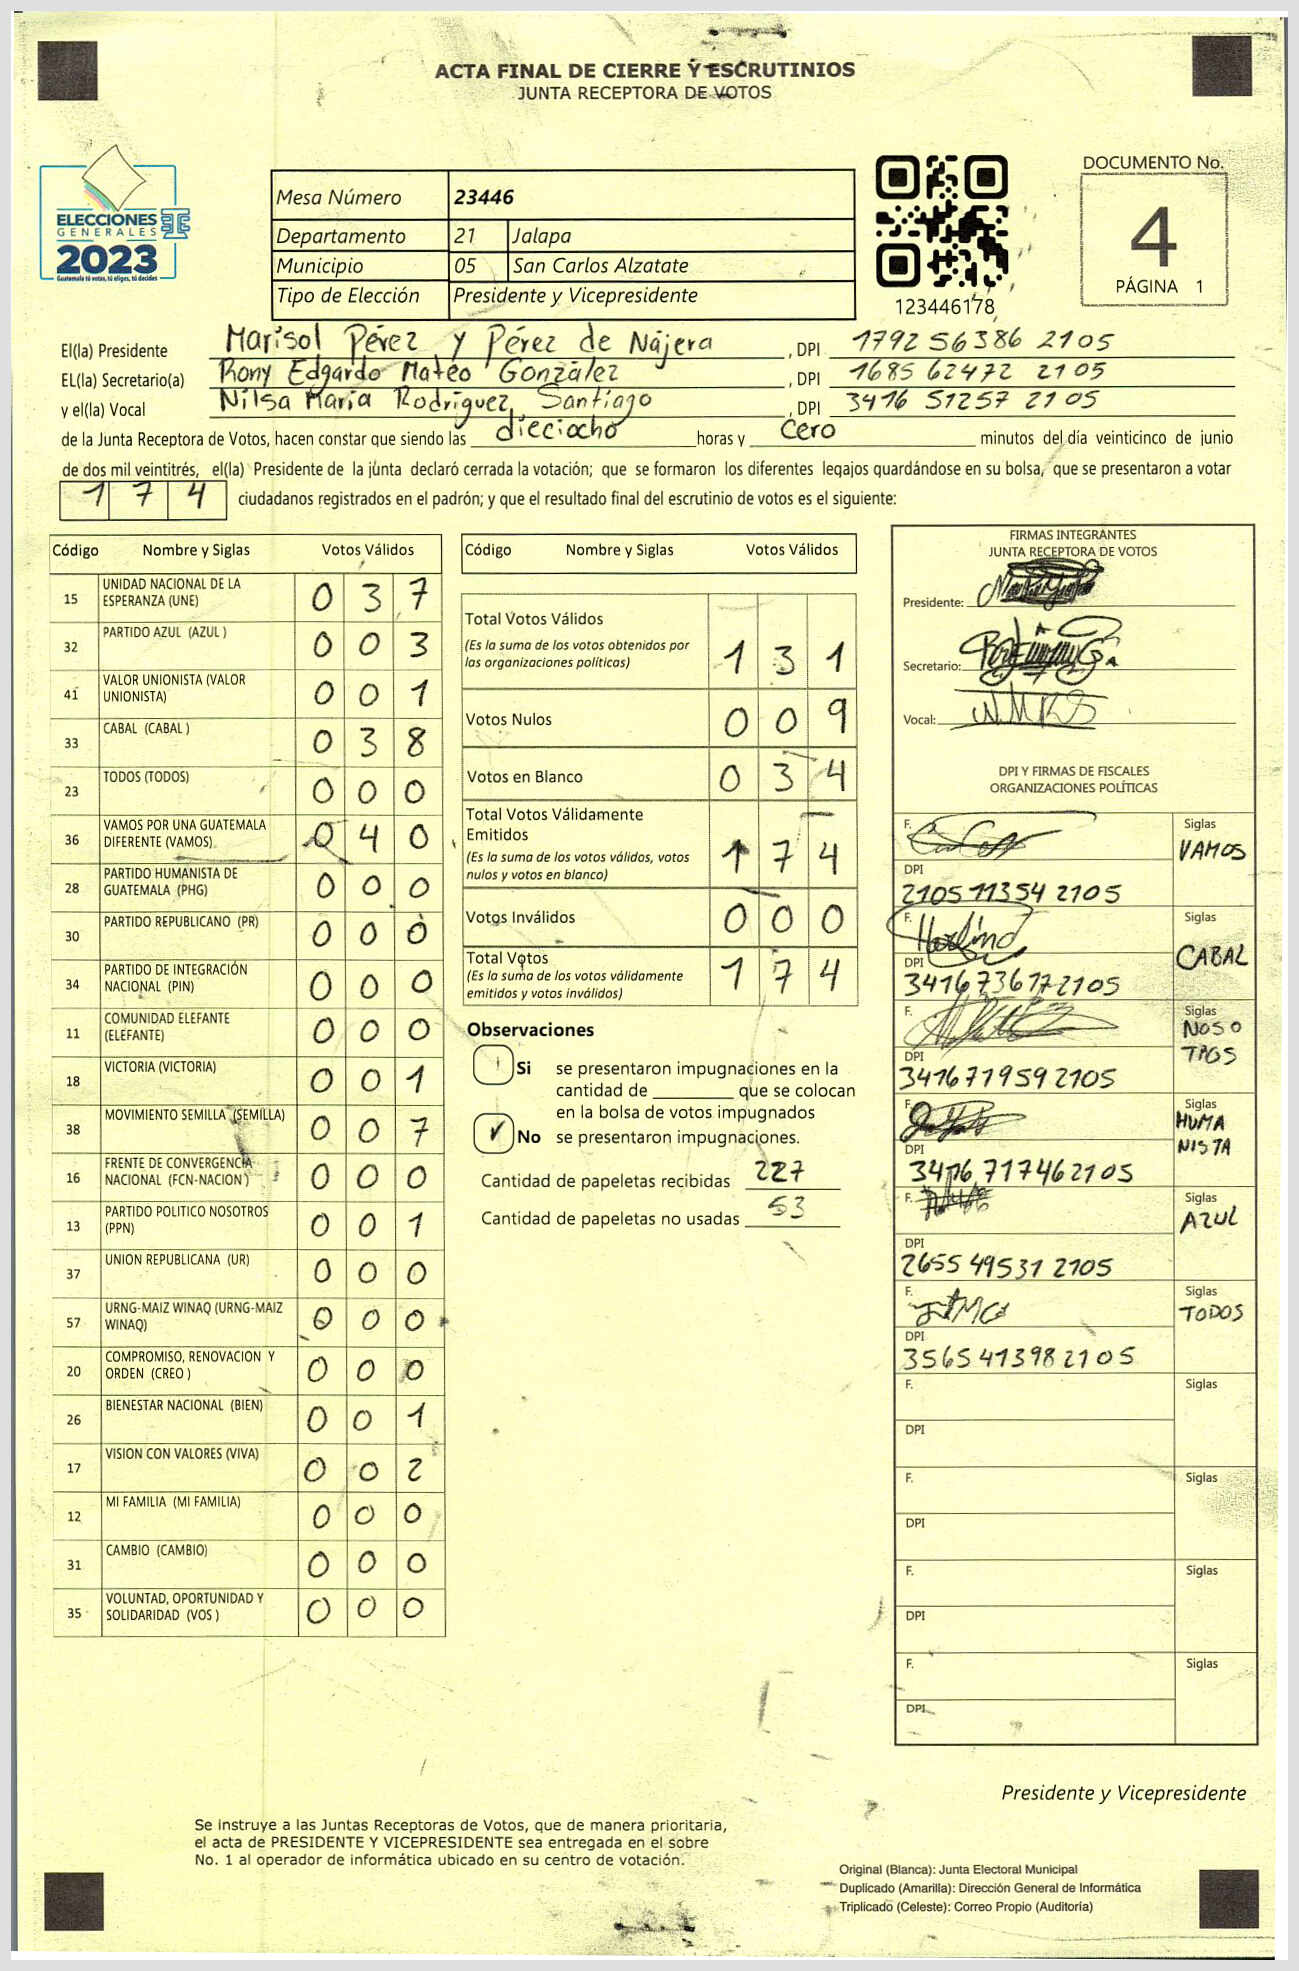 ACTA FINAL DE CIERRE Y ESCRUTINIOS
JUNTA RECEPTORA DE VOTOS
ELECCIONES
GENERALES
2023
Guatemala tú votas, tú eliges, tú decides
Mesa Número 23446
Departamento 21 Jalapa
Municipio 05 San Carlos Alzatate
Tipo de Elección Presidente y Vicepresidente
123446178
DOCUMENTO No.
4
PÁGINA 1
El(la) Presidente Marisol Pérez y Pérez de Nájera, DPI 1792 56386 2105
EL(la) Secretario(a) Rony Edgardo Mateo González, DPI 1685 62472 2105
y el(la) Vocal Nilsa María Rodríguez Santiago, DPI 3416 51257 2105
de la Junta Receptora de Votos, hacen constar que siendo las dieciocho horas y cero minutos del día veinticinco de junio
de dos mil veintitrés, el(la) Presidente de la junta declaró cerrada la votación; que se formaron los diferentes legajos quardándose en su bolsa, que se presentaron a votar
174 ciudadanos registrados en el padrón; y que el resultado final del escrutinio de votos es el siguiente:
Código Nombre y Siglas Votos Válidos
15 UNIDAD NACIONAL DE LA ESPERANZA (UNE) 0 3 7
32 PARTIDO AZUL (AZUL ) 0 0 3
41 VALOR UNIONISTA (VALOR UNIONISTA) 0 0 1
33 CABAL (CABAL ) 0 3 8
23 TODOS (TODOS) 0 0 0
36 VAMOS POR UNA GUATEMALA DIFERENTE (VAMOS) 0 4 0
28 PARTIDO HUMANISTA DE GUATEMALA (PHG) 0 0 0
30 PARTIDO REPUBLICANO (PR) 0 0 0
34 PARTIDO DE INTEGRACIÓN NACIONAL (PIN) 0 0 0
11 COMUNIDAD ELEFANTE (ELEFANTE) 0 0 0
18 VICTORIA (VICTORIA) 0 0 1
38 MOVIMIENTO SEMILLA (SEMILLA) 0 0 7
16 FRENTE DE CONVERGENCIA NACIONAL (FCN-NACION ) 0 0 0
13 PARTIDO POLITICO NOSOTROS (PPN) 0 0 1
37 UNION REPUBLICANA (UR) 0 0 0
57 URNG-MAIZ WINAQ (URNG-MAIZ WINAQ) 0 0 0
20 COMPROMISO, RENOVACION Y ORDEN (CREO ) 0 0 0
26 BIENESTAR NACIONAL (BIEN) 0 0 1
17 VISION CON VALORES (VIVA) 0 0 2
12 MI FAMILIA (MI FAMILIA) 0 0 0
31 CAMBIO (CAMBIO) 0 0 0
35 VOLUNTAD, OPORTUNIDAD Y SOLIDARIDAD (VOS ) 0 0 0
Código Nombre y Siglas Votos Válidos
Total Votos Válidos 1 3 1
(Es la suma de los votos obtenidos por
las organizaciones políticas)
Votos Nulos 0 0 9
Votos en Blanco 0 3 4
Total Votos Válidamente
Emitidos 1 7 4
(Es la suma de los votos válidos, votos
nulos y votos en blanco)
Votos Inválidos 0 0 0
Total Votos 1 7 4
(Es la suma de los votos válidamente
emitidos y votos inválidos)
Observaciones
Si se presentaron impugnaciones en la
cantidad de ________ que se colocan
en la bolsa de votos impugnados
✓ No se presentaron impugnaciones.
Cantidad de papeletas recibidas 227
Cantidad de papeletas no usadas 53
FIRMAS INTEGRANTES
JUNTA RECEPTORA DE VOTOS
Presidente:
Secretario:
Vocal:
DPI Y FIRMAS DE FISCALES
ORGANIZACIONES POLÍTICAS
F. Siglas VAMOS
DPI 2105 11354 2105
F. Siglas CABAL
DPI 3416 73617 2105
F. Siglas NOSOTROS
DPI 3416 71959 2105
F. Siglas HUMANISTA
DPI 3416 71746 2105
F. Siglas AZUL
DPI 2655 49531 2105
F. Siglas TODOS
DPI 3565 41398 2105
F. Siglas
DPI
F. Siglas
DPI
F. Siglas
DPI
F. Siglas
DPI
Presidente y Vicepresidente
Se instruye a las Juntas Receptoras de Votos, que de manera prioritaria,
el acta de PRESIDENTE Y VICEPRESIDENTE sea entregada en el sobre
No. 1 al operador de informática ubicado en su centro de votación.
Original (Blanca): Junta Electoral Municipal
Duplicado (Amarilla): Dirección General de Informática
Triplicado (Celeste): Correo Propio (Auditoría)